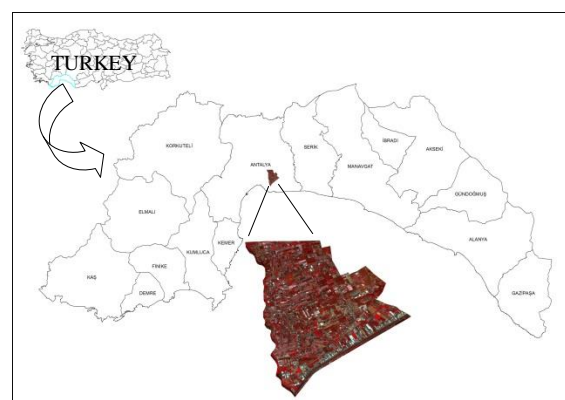 TURKEY
KORKUTELİ
ANTALYA
SERİK
MANAVGAT
İBRADI
AKSEKİ
GÜNDOĞMUŞ
ELMALI
KEMER
KUMLUCA
FİNİKE
DEMRE
KAŞ
ALANYA
GAZİPAŞA